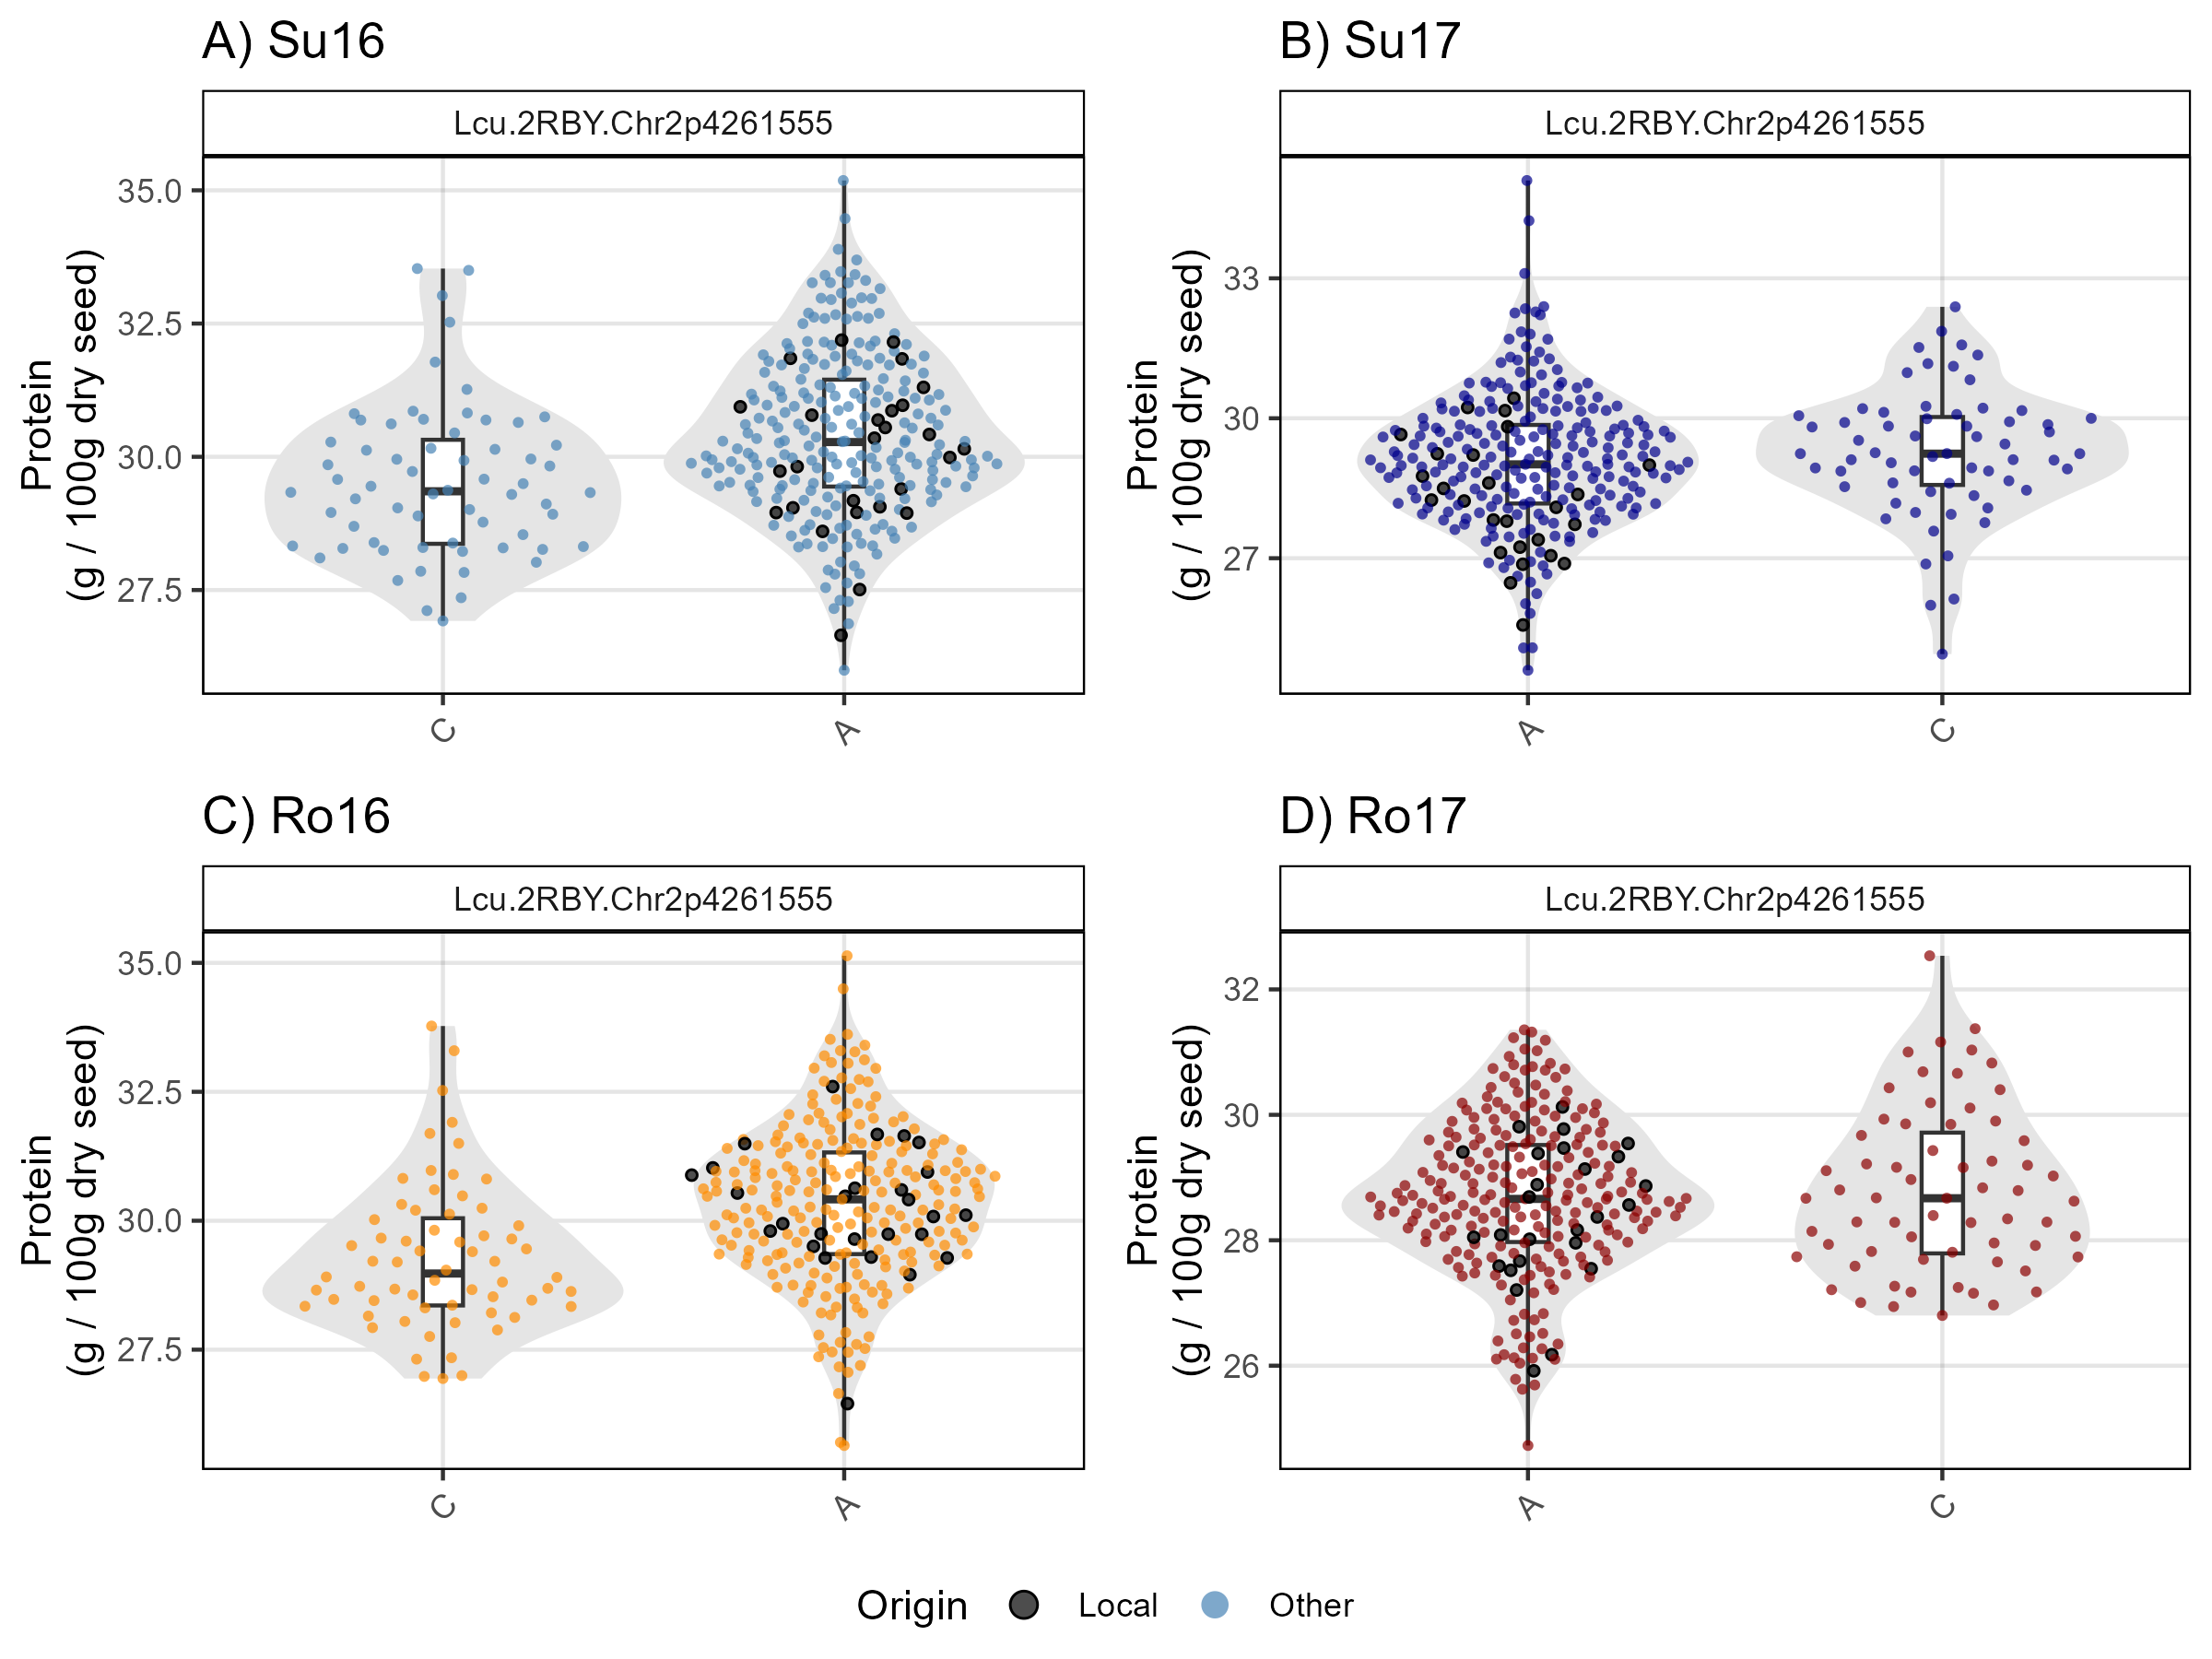 A) Su16
Lcu.2RBY.Chr2p4261555
Protein
(g / 100g dry seed)
35.0
32.5
30.0
27.5
C
A
B) Su17
Lcu.2RBY.Chr2p4261555
Protein
(g / 100g dry seed)
33
30
27
A
C
C) Ro16
Lcu.2RBY.Chr2p4261555
Protein
(g / 100g dry seed)
35.0
32.5
30.0
27.5
C
A
D) Ro17
Lcu.2RBY.Chr2p4261555
Protein
(g / 100g dry seed)
32
30
28
26
A
C
Origin Local Other